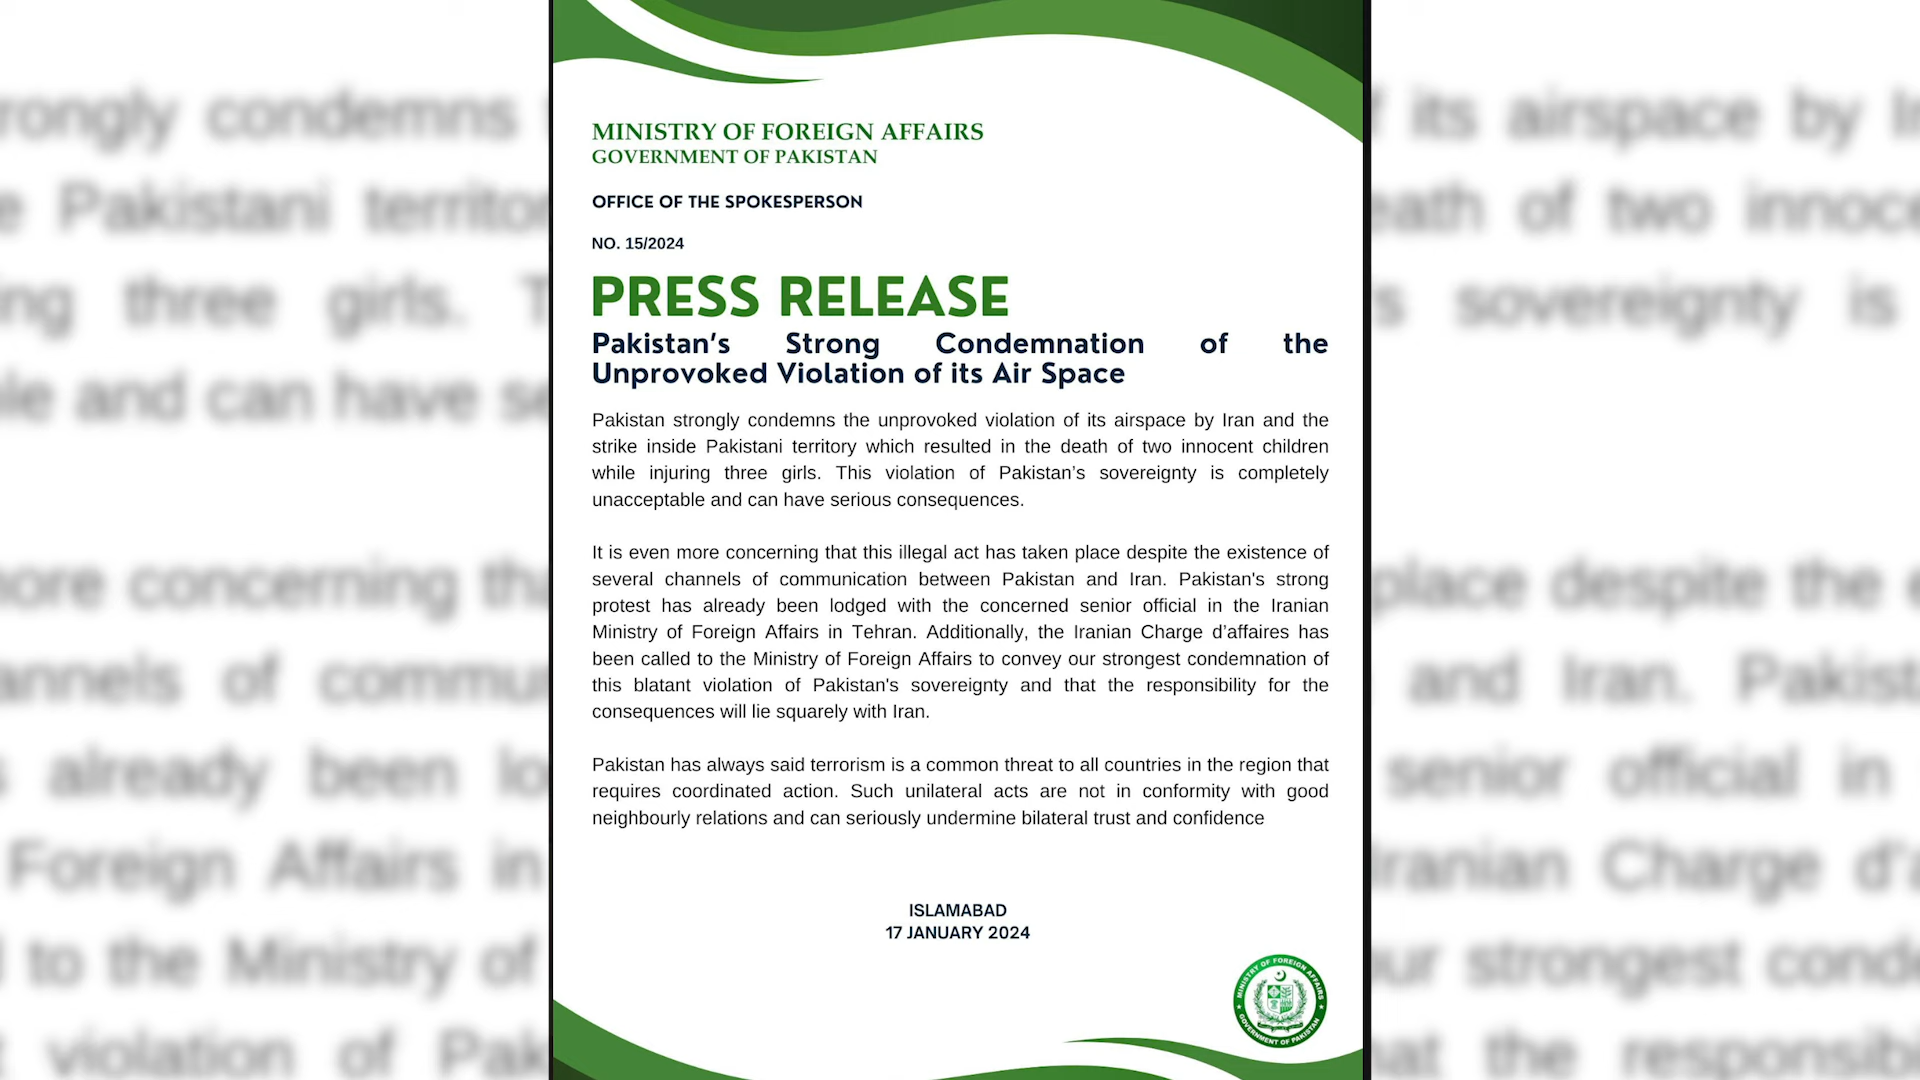 MINISTRY OF FOREIGN AFFAIRS
GOVERNMENT OF PAKISTAN
OFFICE OF THE SPOKESPERSON
NO. 15/2024
PRESS RELEASE
Pakistan’s Strong Condemnation of the
Unprovoked Violation of its Air Space
Pakistan strongly condemns the unprovoked violation of its airspace by Iran and the
strike inside Pakistani territory which resulted in the death of two innocent children
while injuring three girls. This violation of Pakistan’s sovereignty is completely
unacceptable and can have serious consequences.
It is even more concerning that this illegal act has taken place despite the existence of
several channels of communication between Pakistan and Iran. Pakistan's strong
protest has already been lodged with the concerned senior official in the Iranian
Ministry of Foreign Affairs in Tehran. Additionally, the Iranian Charge d’affaires has
been called to the Ministry of Foreign Affairs to convey our strongest condemnation of
this blatant violation of Pakistan's sovereignty and that the responsibility for the
consequences will lie squarely with Iran.
Pakistan has always said terrorism is a common threat to all countries in the region that
requires coordinated action. Such unilateral acts are not in conformity with good
neighbourly relations and can seriously undermine bilateral trust and confidence
ISLAMABAD
17 JANUARY 2024
MINISTRY OF FOREIGN AFFAIRS
GOVERNMENT OF PAKISTAN